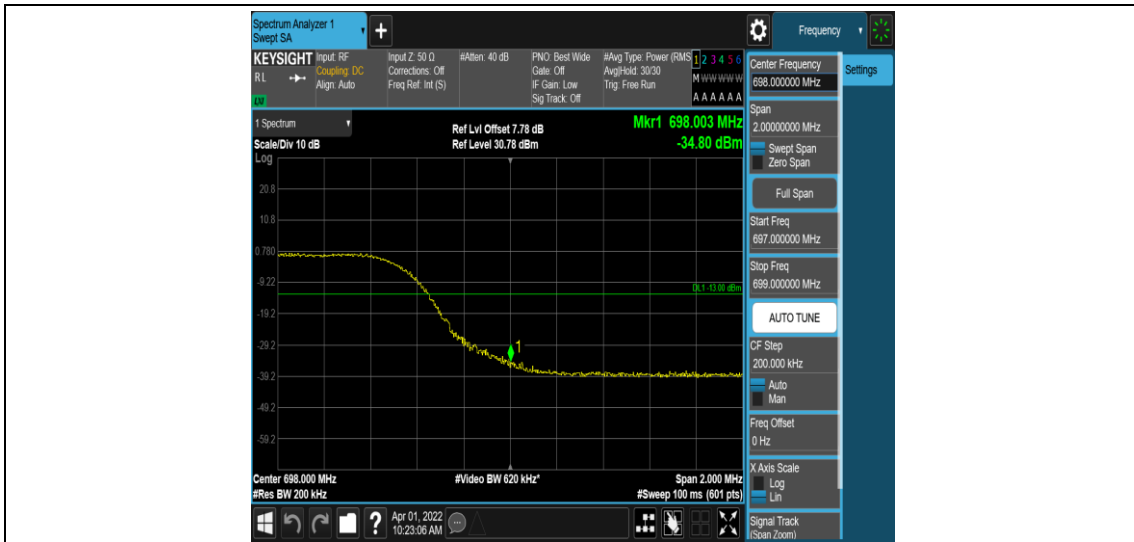 Spectrum Analyzer 1
Swept SA
+
Frequency
KEYSIGHT
RL
LXI
Input: RF
Coupling: DC
Align: Auto
Input Z: 50 Ω
Corrections: Off
Freq Ref: Int (S)
#Atten: 40 dB
PNO: Best Wide
Gate: Off
IF Gain: Low
Sig Track: Off
#Avg Type: Power (RMS
Avg|Hold: 30/30
Trig: Free Run
1 2 3 4 5 6
M W W W W W
A A A A A A
1 Spectrum
Scale/Div 10 dB
Ref Lvl Offset 7.78 dB
Ref Level 30.78 dBm
Mkr1 698.003 MHz
-34.80 dBm
Log
20.8
10.8
0.780
-9.22
-19.2
-29.2
-39.2
-49.2
-59.2
DL1 -13.00 dBm
1
Center 698.000 MHz
#Res BW 200 kHz
#Video BW 620 kHz*
Span 2.000 MHz
#Sweep 100 ms (601 pts)
Apr 01, 2022
10:23:06 AM
?
Center Frequency
698.000000 MHz
Settings
Span
2.00000000 MHz
Swept Span
Zero Span
Full Span
Start Freq
697.000000 MHz
Stop Freq
699.000000 MHz
AUTO TUNE
CF Step
200.000 kHz
Auto
Man
Freq Offset
0 Hz
X Axis Scale
Log
Lin
Signal Track
(Span Zoom)